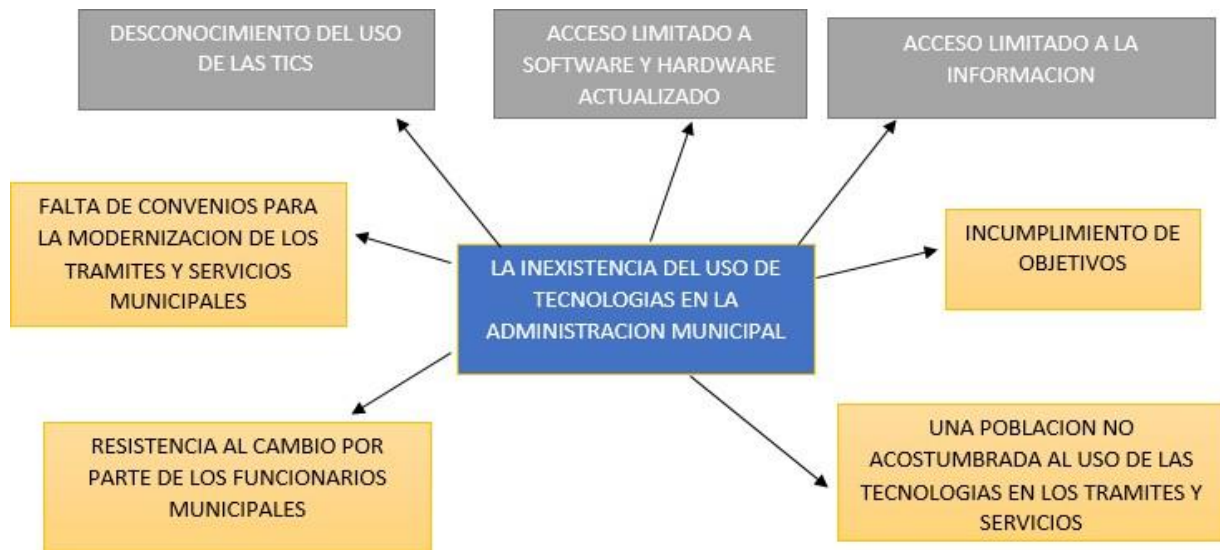 DESCONOCIMIENTO DEL USO
DE LAS TICS
ACCESO LIMITADO A
SOFTWARE Y HARDWARE
ACTUALIZADO
ACCESO LIMITADO A LA
INFORMACION
FALTA DE CONVENIOS PARA
LA MODERNIZACION DE LOS
TRAMITES Y SERVICIOS
MUNICIPALES
LA INEXISTENCIA DEL USO DE
TECNOLOGIAS EN LA
ADMINISTRACION MUNICIPAL
INCUMPLIMIENTO DE
OBJETIVOS
RESISTENCIA AL CAMBIO POR
PARTE DE LOS FUNCIONARIOS
MUNICIPALES
UNA POBLACION NO
ACOSTUMBRADA AL USO DE LAS
TECNOLOGIAS EN LOS TRAMITES Y
SERVICIOS